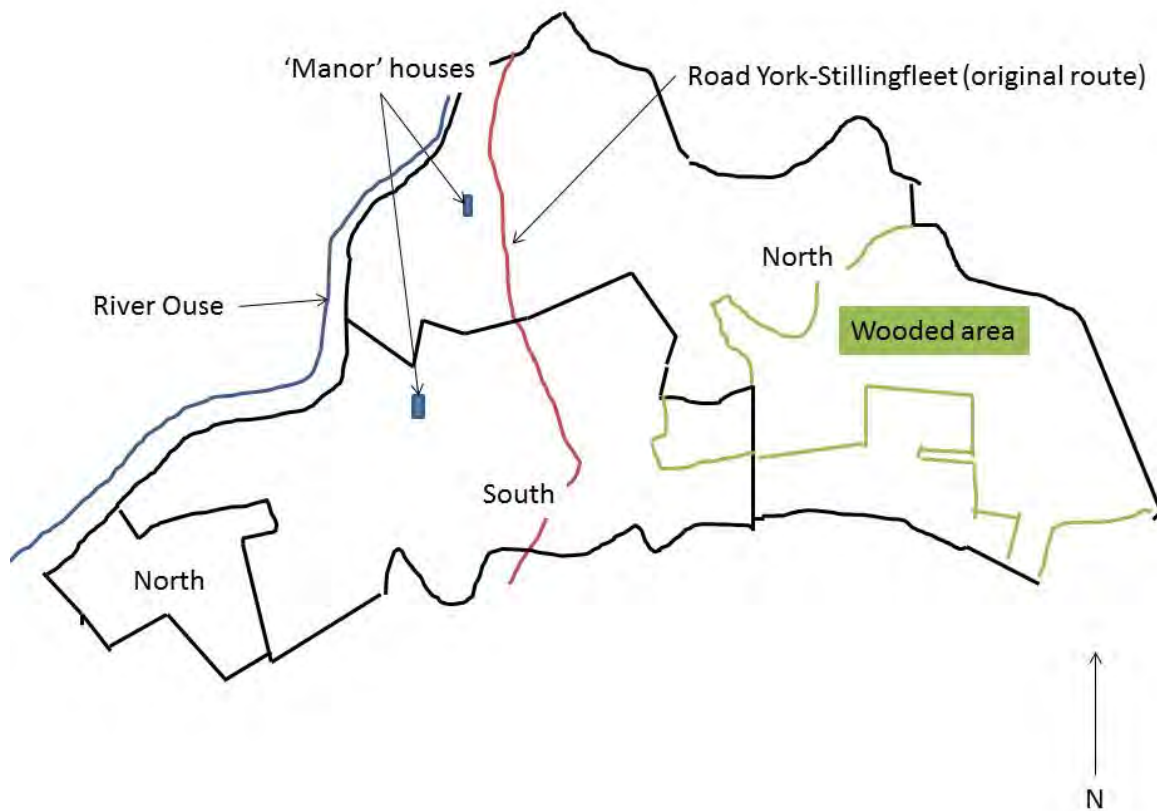 ‘Manor’ houses
Road York-Stillingfleet (original route)
North
River Ouse
Wooded area
South
North
N